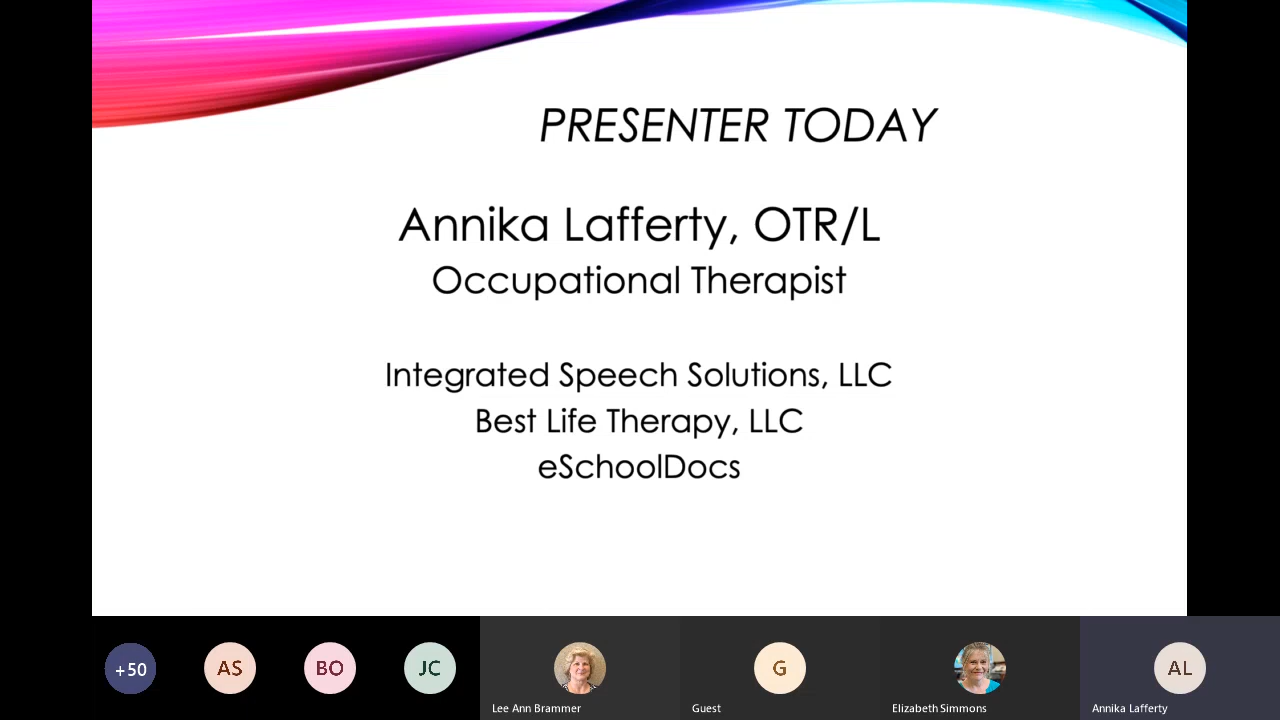 PRESENTER TODAY
Annika Lafferty, OTR/L
Occupational Therapist
Integrated Speech Solutions, LLC
Best Life Therapy, LLC
eSchoolDocs
+50
AS
BO
JC
G
AL
Lee Ann Brammer
Guest
Elizabeth Simmons
Annika Lafferty